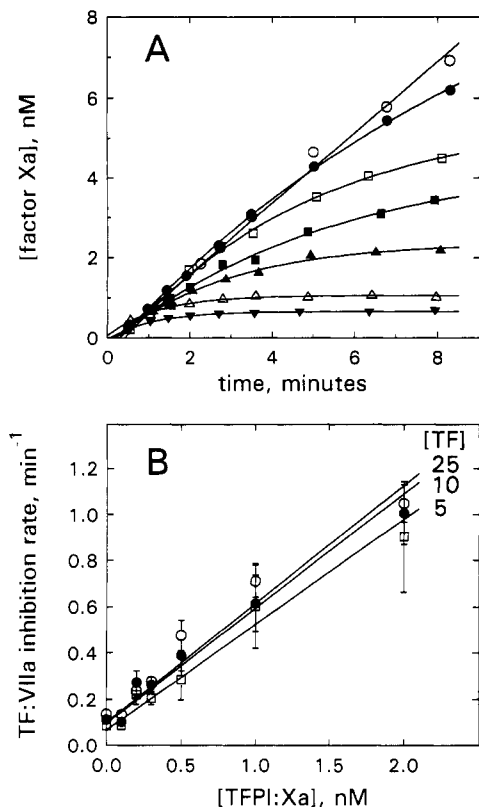 A
[factor Xa], nM
8
6
4
2
0
0 2 4 6 8
time, minutes
B
TF:VIIa inhibition rate, min⁻¹
1.2
1.0
0.8
0.6
0.4
0.2
0.0
[TF]
25
10
5
0.0 0.5 1.0 1.5 2.0
[TFPI:Xa], nM